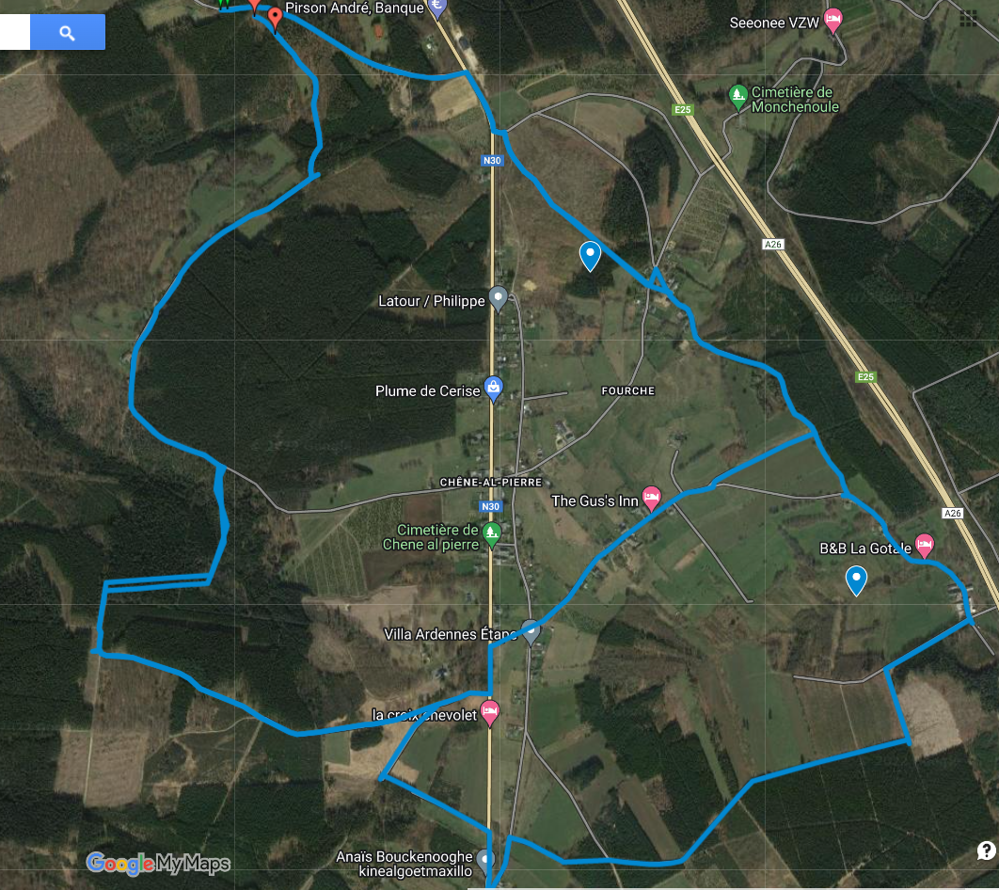 Pirson André, Banque
Seeonee VZW
E25
Cimetière de
Monchenoule
N30
A26
Latour / Philippe
E25
Plume de Cerise
FOURCHE
CHÊNE-AL-PIERRE
The Gus's Inn
N30
A26
Cimetière de
Chene al pierre
B&B La Gotale
Villa Ardennes Étape
la croix chevolet
Anaïs Bouckenooghe
kinealgoetmaxillo
Google My Maps
?